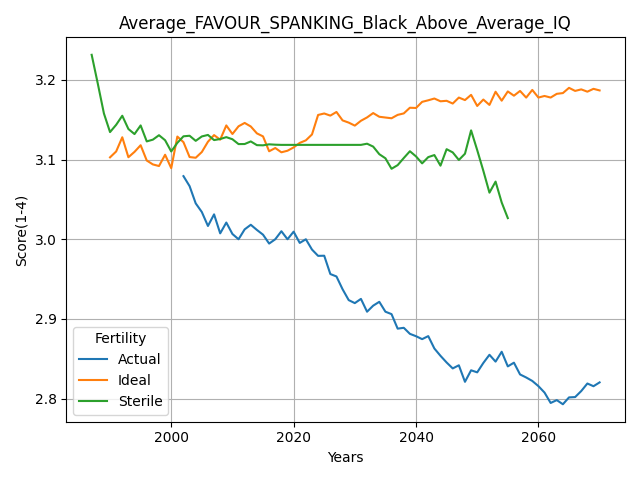 Average_FAVOUR_SPANKING_Black_Above_Average_IQ
Score(1-4)
3.2
3.1
3.0
2.9
2.8
Fertility
Actual
Ideal
Sterile
2000
2020
2040
2060
Years